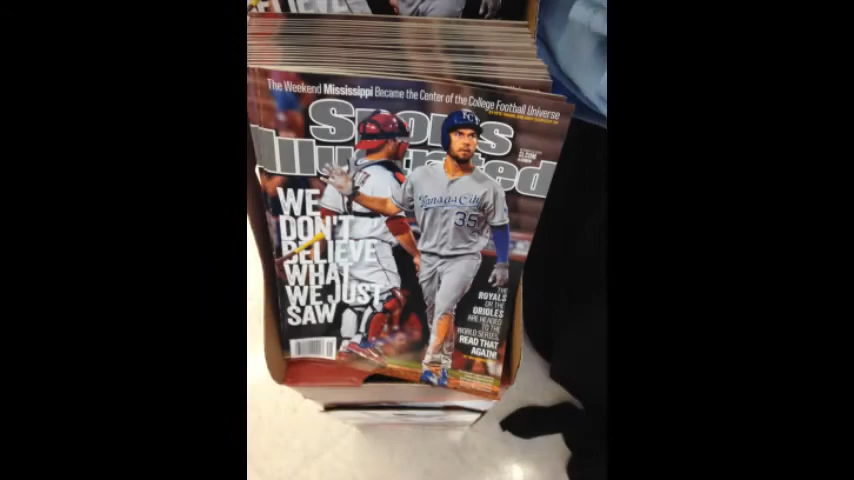 The Weekend Mississippi Became the Center of the College Football Universe
Sports
Illustrated
KC
Kansas City
35
WE
DON'T
BELIEVE
WHAT
WE JUST
SAW
THE
ROYALS
OR THE
ORIOLES
ARE HEADED
TO THE
WORLD SERIES.
READ THAT
AGAIN!